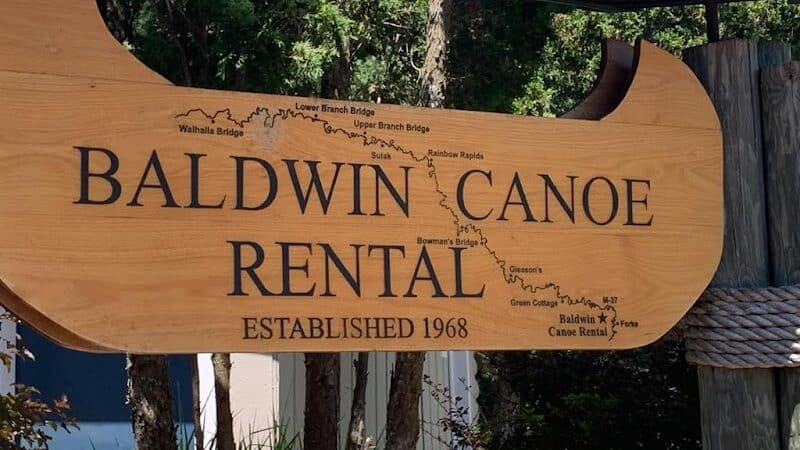 Lower Branch Bridge
Walhalla Bridge
Upper Branch Bridge
Sulak
Rainbow Rapids
BALDWIN CANOE
RENTAL
Bowman's Bridge
Gleason's
Green Cottage
M-37
Baldwin
Canoe Rental
Forks
ESTABLISHED 1968